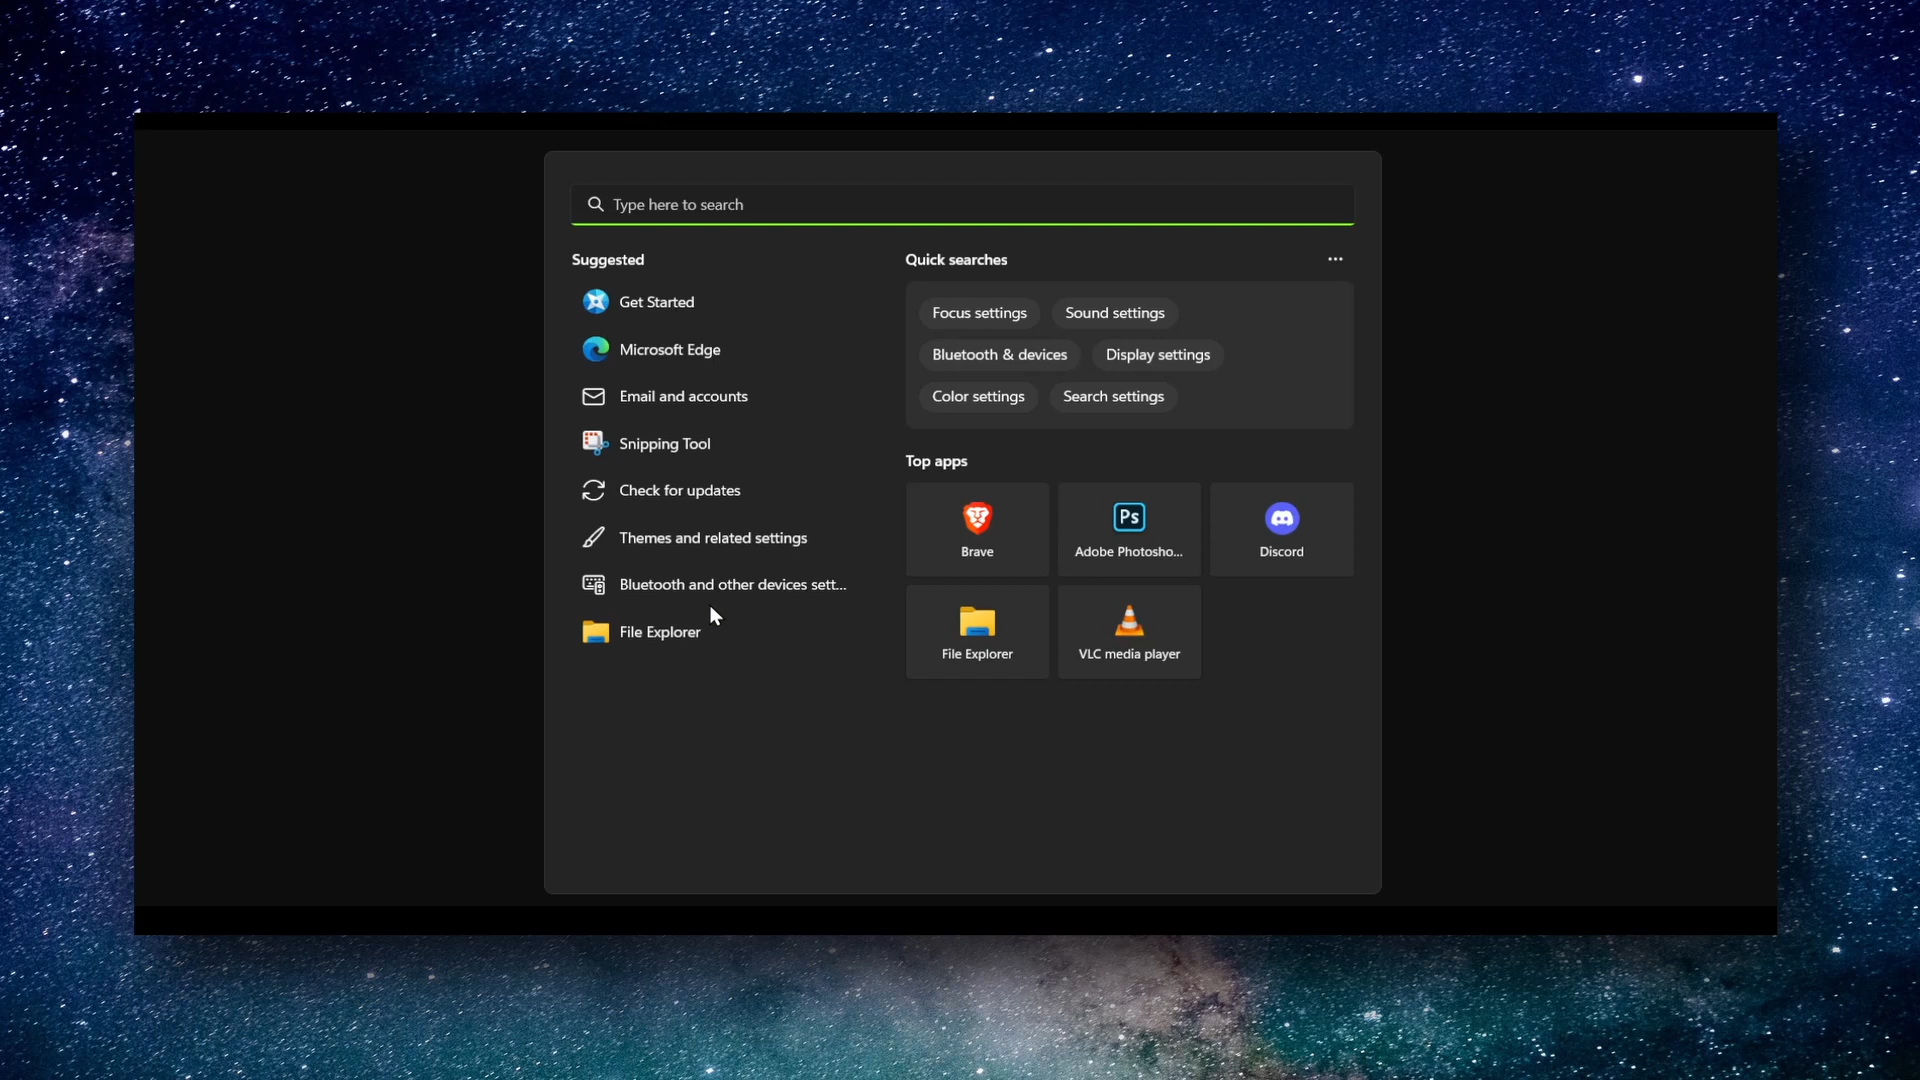 Type here to search
Suggested
Get Started
Microsoft Edge
Email and accounts
Snipping Tool
Check for updates
Themes and related settings
Bluetooth and other devices sett...
File Explorer
Quick searches
Focus settings
Sound settings
Bluetooth & devices
Display settings
Color settings
Search settings
Top apps
Brave
Ps
Adobe Photosho...
Discord
File Explorer
VLC media player